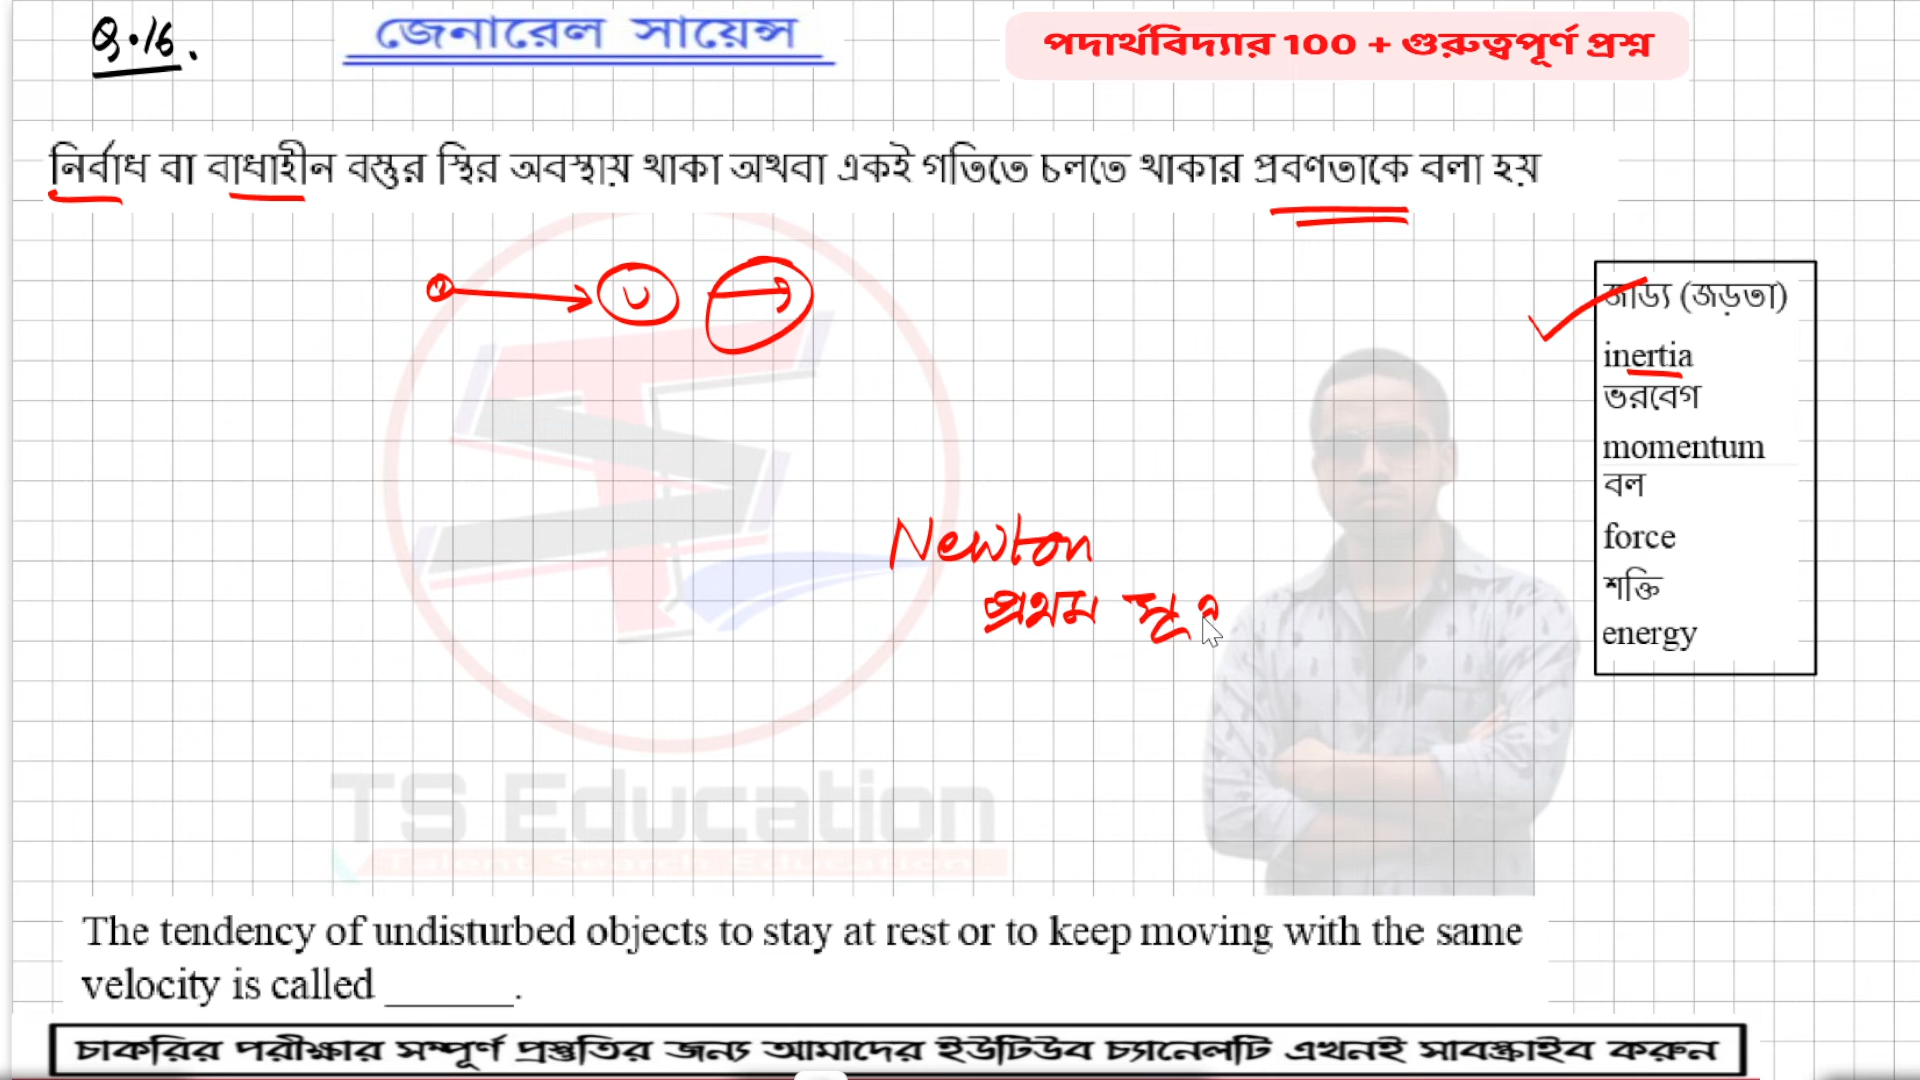 Q.16.
জেনারেল সায়েন্স
পদার্থবিদ্যার 100 + গুরুত্বপূর্ণ প্রশ্ন
নির্বাধ বা বাধাহীন বস্তুর স্থির অবস্থায় থাকা অথবা একই গতিতে চলতে থাকার প্রবণতাকে বলা হয়
জাড্য (জড়তা)
inertia
ভরবেগ
momentum
বল
force
শক্তি
energy
Newton
প্রথম সূত্র
TS Education
Talent Search Education
The tendency of undisturbed objects to stay at rest or to keep moving with the same
velocity is called ______.
চাকরির পরীক্ষার সম্পূর্ণ প্রস্তুতির জন্য আমাদের ইউটিউব চ্যানেলটি এখনই সাবস্ক্রাইব করুন